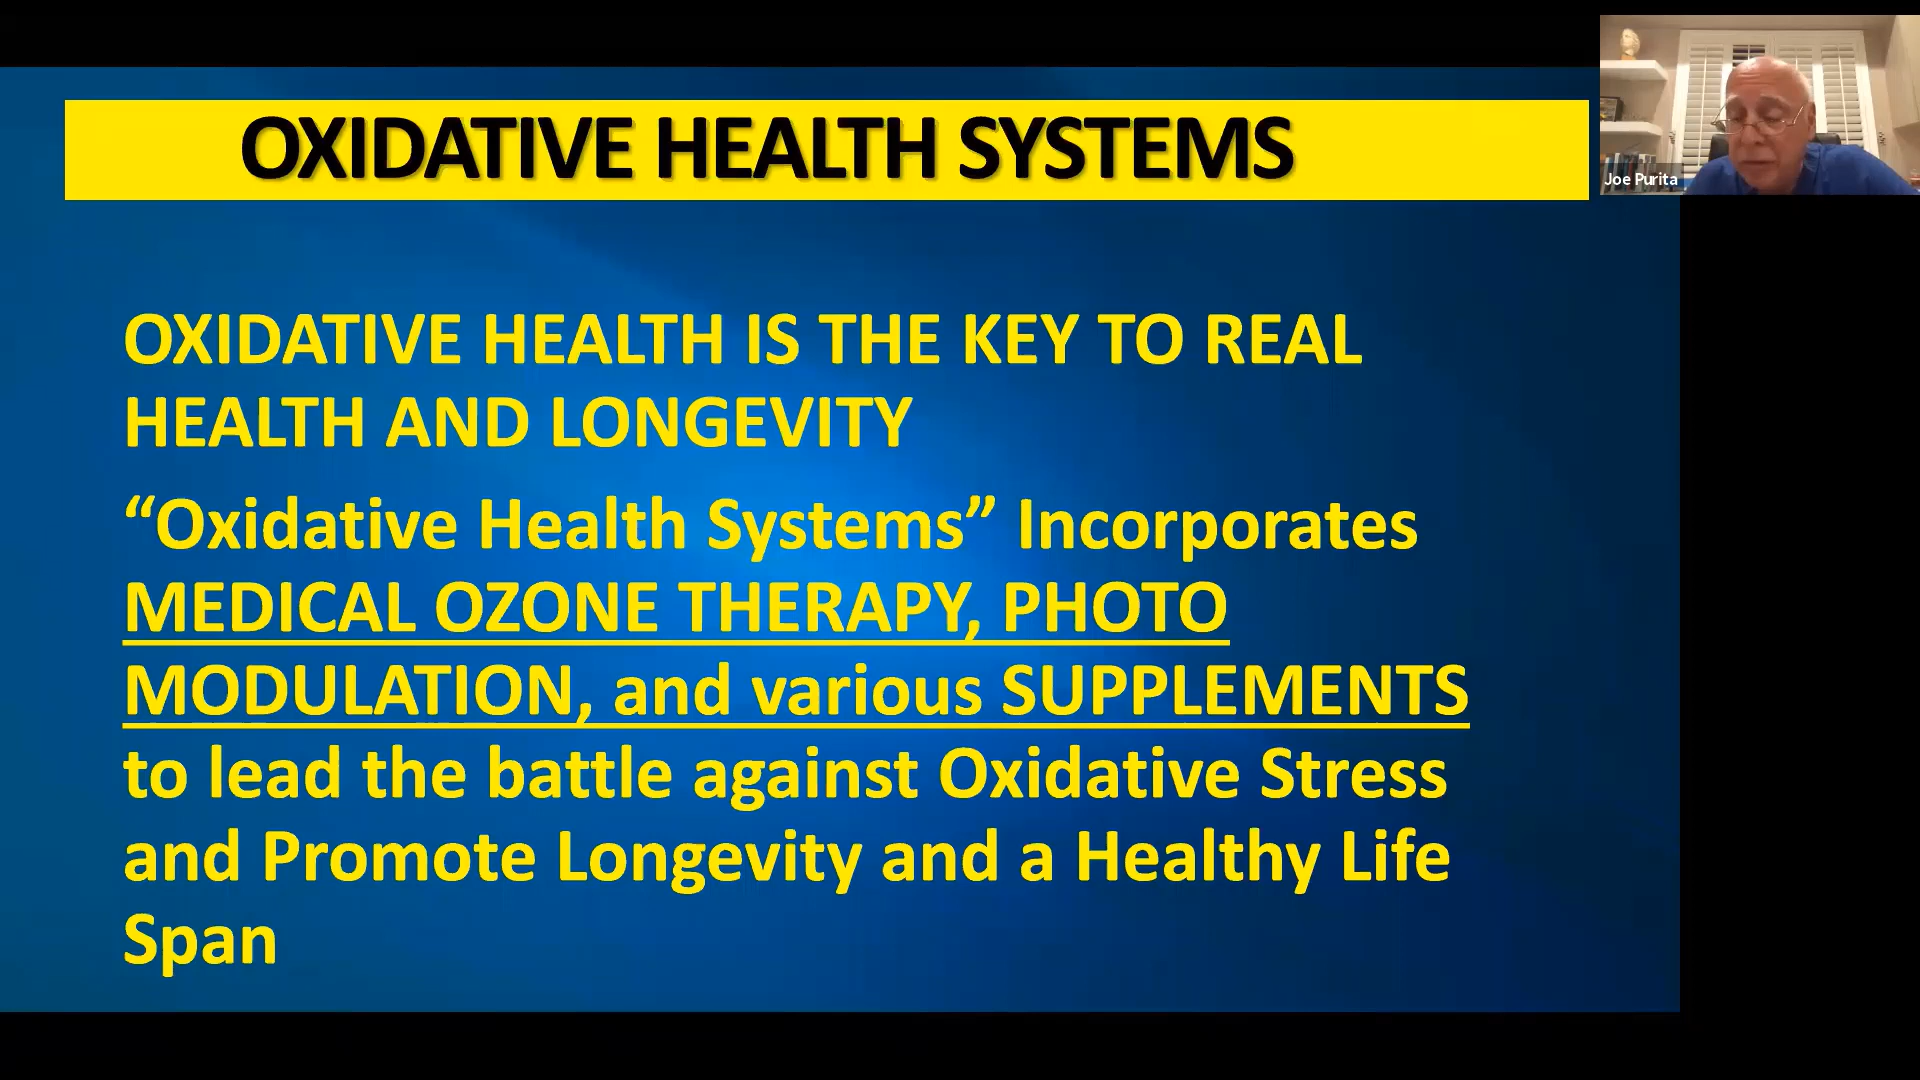 OXIDATIVE HEALTH SYSTEMS
Joe Purita
OXIDATIVE HEALTH IS THE KEY TO REAL
HEALTH AND LONGEVITY
“Oxidative Health Systems” Incorporates
MEDICAL OZONE THERAPY, PHOTO
MODULATION, and various SUPPLEMENTS
to lead the battle against Oxidative Stress
and Promote Longevity and a Healthy Life
Span